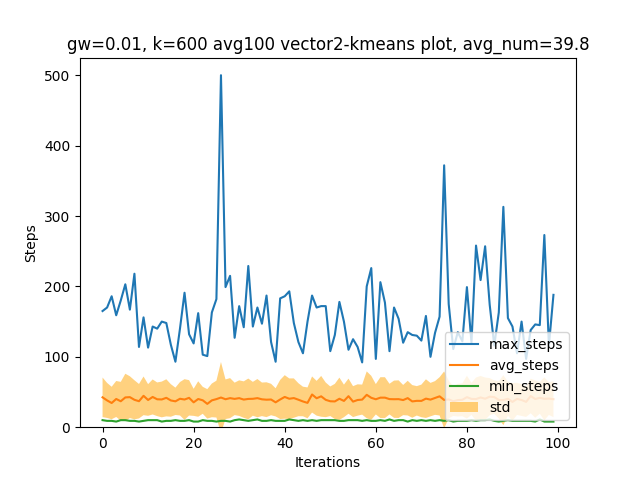 gw=0.01, k=600 avg100 vector2-kmeans plot, avg_num=39.8
500
400
300
200
100
0
Steps
0
20
40
60
80
100
Iterations
max_steps
avg_steps
min_steps
std